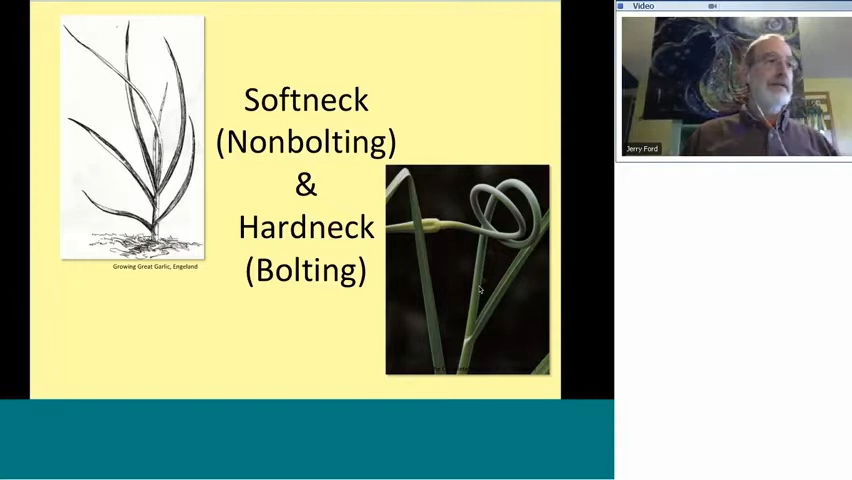 Softneck
(Nonbolting)
&
Hardneck
(Bolting)
Growing Great Garlic, Engeland
Video
Jerry Ford